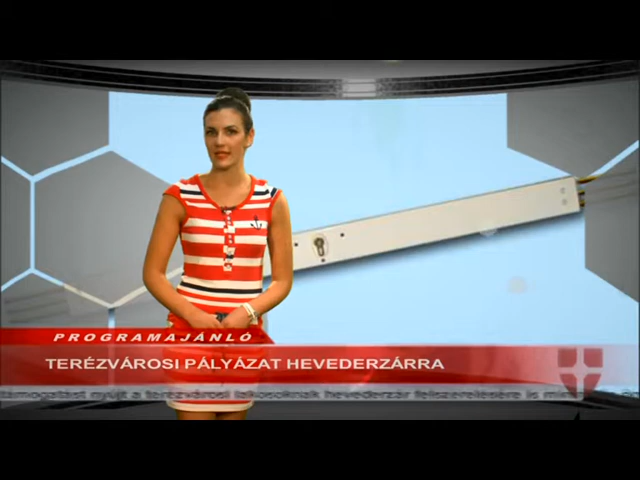 PROGRAMAJÁNLÓ
TERÉZVÁROSI PÁLYÁZAT HEVEDERZÁRRA
támogatást nyújt a terézvárosi lakosoknak hevederzár felszerelésére is